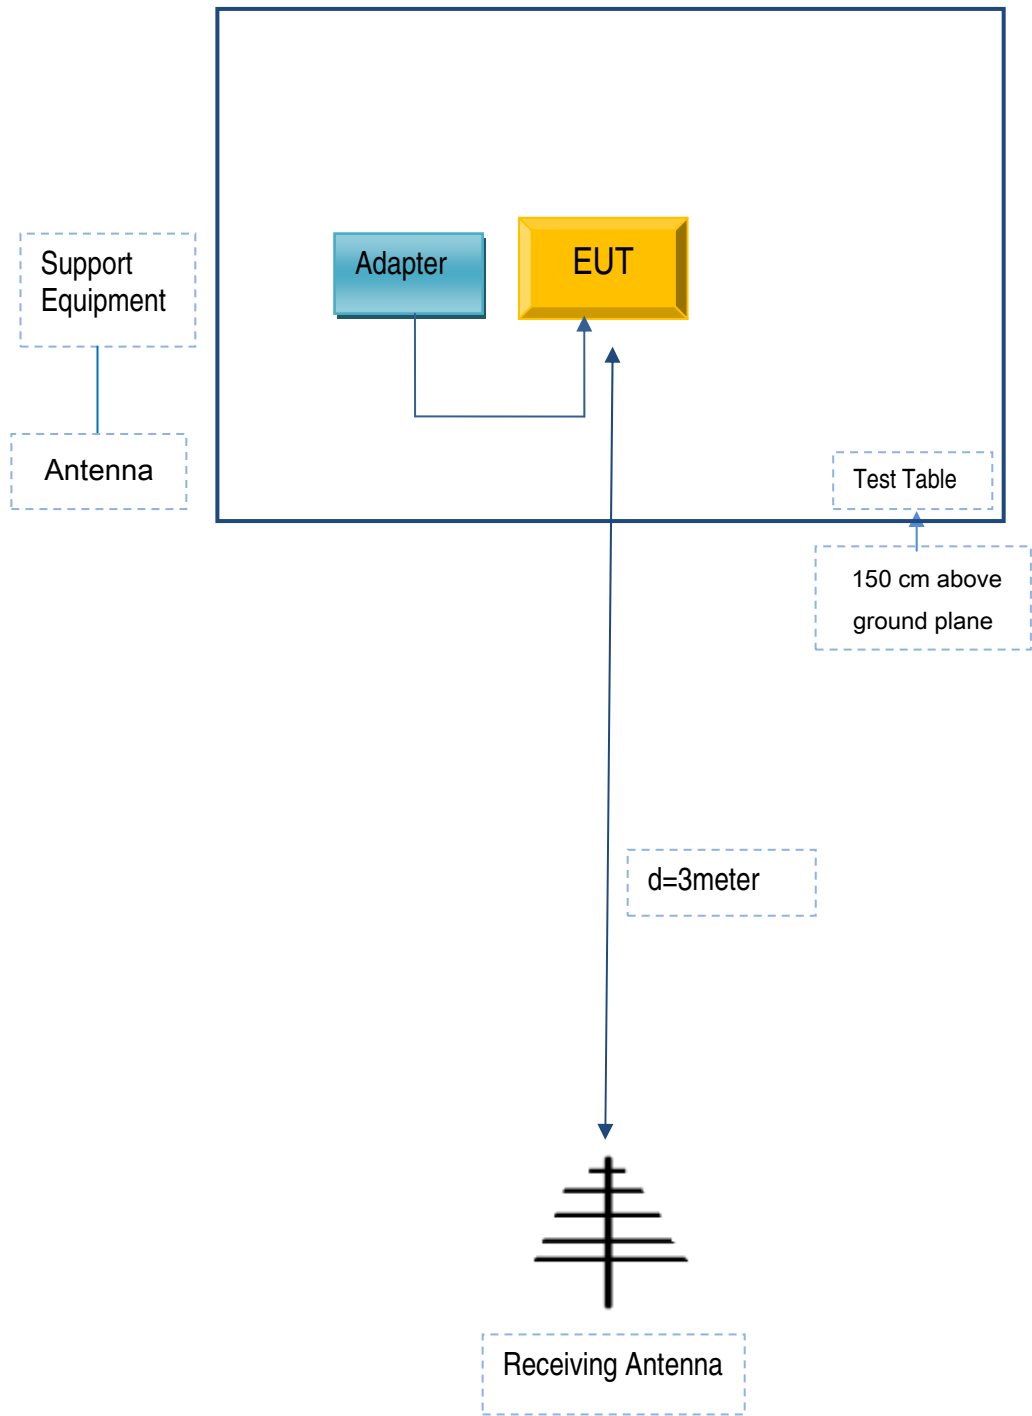 Support
Equipment
Adapter
EUT
Antenna
Test Table
150 cm above
ground plane
d=3meter
Receiving Antenna